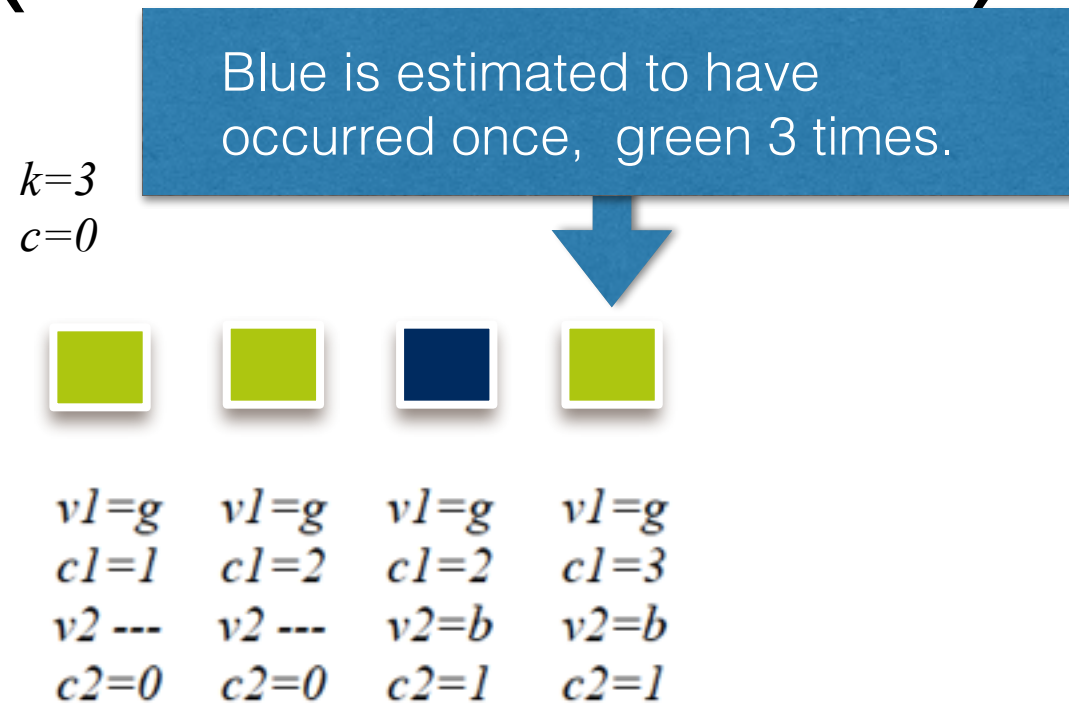 Blue is estimated to have
occurred once, green 3 times.
k=3
c=0
v1=g v1=g v1=g v1=g
c1=1 c1=2 c1=2 c1=3
v2 --- v2 --- v2=b v2=b
c2=0 c2=0 c2=1 c2=1